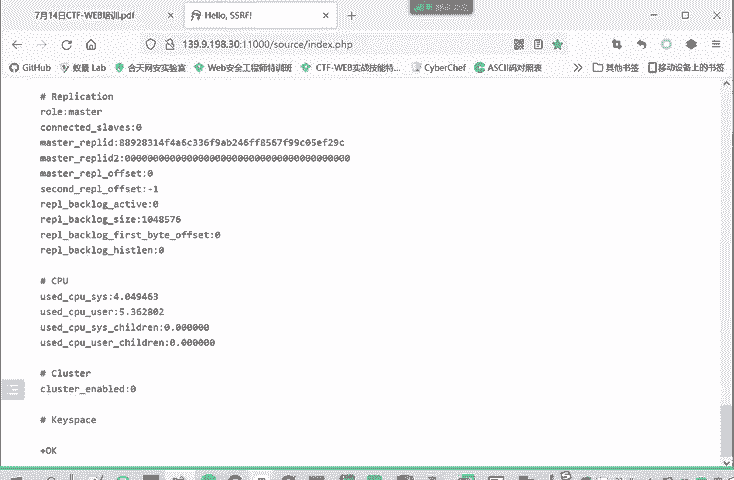 7月14日CTF-WEB培训.pdf
Hello, SSRF!
139.9.198.30:11000/source/index.php
GitHub
蚁景 Lab
合天网安实验室
Web安全工程师特训班
CTF-WEB实战技能特...
CyberChef
ASCII码对照表
其他书签
移动设备上的书签
# Replication
role:master
connected_slaves:0
master_replid:88928314f4a6c336f9ab246ff8567f99c05ef29c
master_replid2:0000000000000000000000000000000000000000
master_repl_offset:0
second_repl_offset:-1
repl_backlog_active:0
repl_backlog_size:1048576
repl_backlog_first_byte_offset:0
repl_backlog_histlen:0
# CPU
used_cpu_sys:4.049463
used_cpu_user:5.362802
used_cpu_sys_children:0.000000
used_cpu_user_children:0.000000
# Cluster
cluster_enabled:0
# Keyspace
+OK